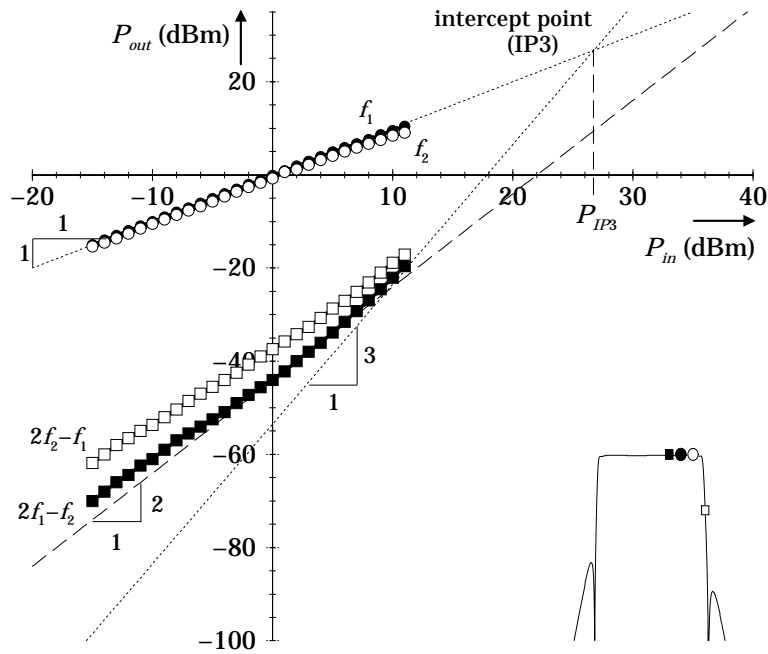 P_out (dBm)
intercept point
(IP3)
20
f_1
f_2
−20
−10
0
10
20
30
40
1
1
P_IP3
P_in (dBm)
−20
−40
3
1
2f_2−f_1
−60
2f_1−f_2
2
1
−80
−100